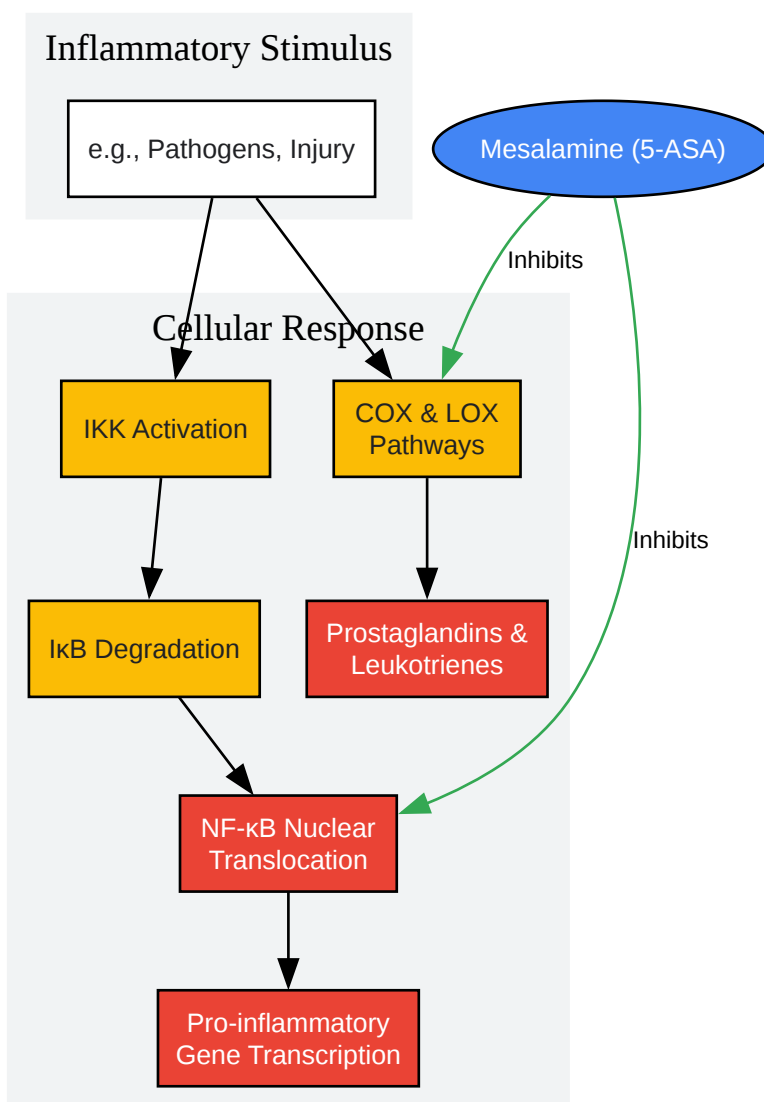 Inflammatory Stimulus
e.g., Pathogens, Injury
Mesalamine (5-ASA)
Inhibits
Cellular Response
IKK Activation
COX & LOX
Pathways
Inhibits
IκB Degradation
Prostaglandins &
Leukotrienes
NF-κB Nuclear
Translocation
Pro-inflammatory
Gene Transcription